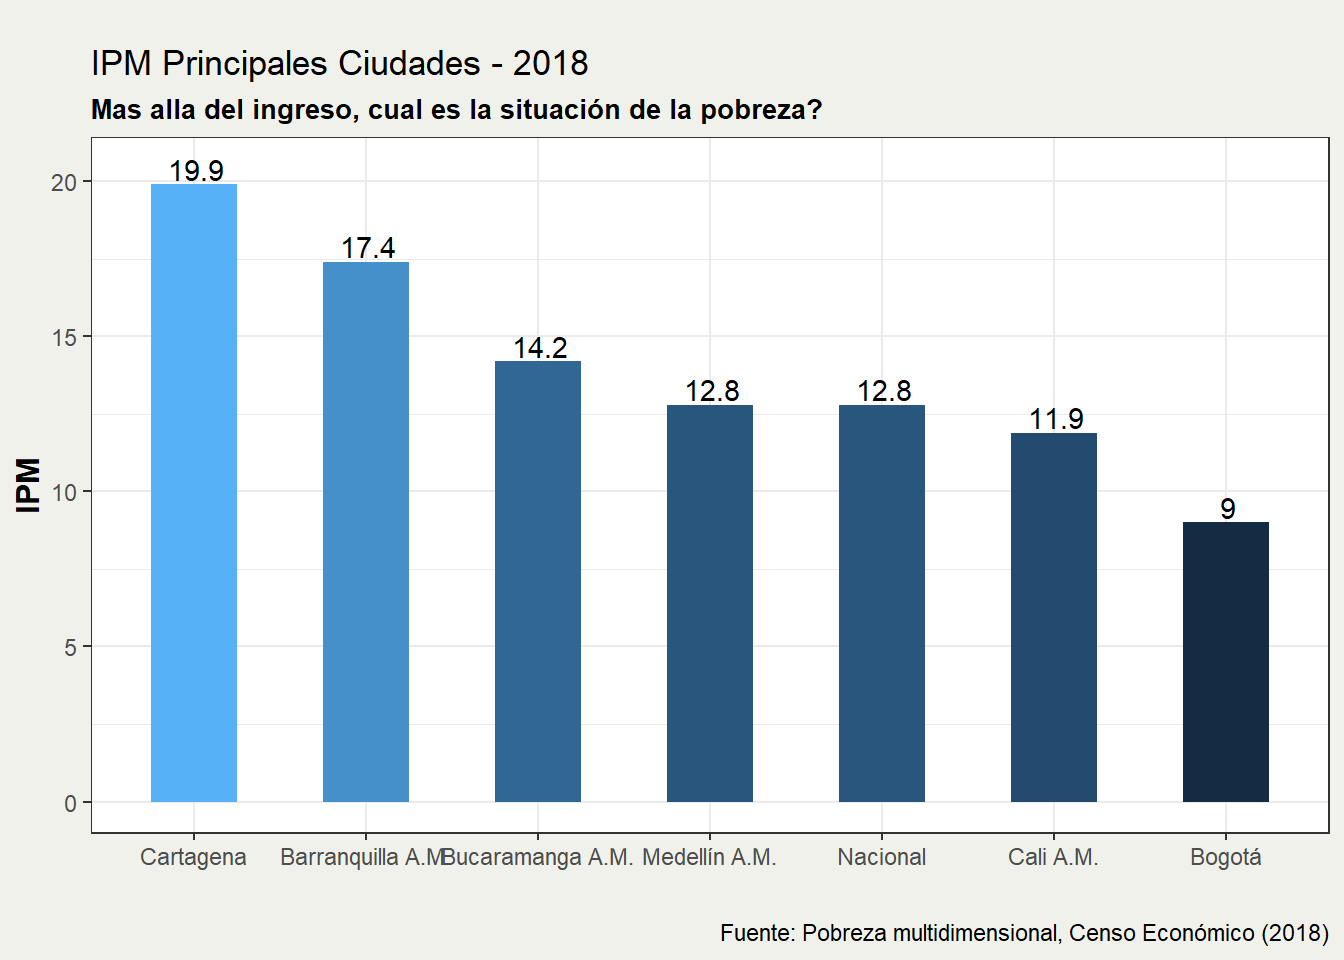 IPM Principales Ciudades - 2018
Mas alla del ingreso, cual es la situación de la pobreza?
19.9
17.4
14.2
12.8
12.8
11.9
9
20
15
10
5
0
IPM
Cartagena Barranquilla A.M. Bucaramanga A.M. Medellín A.M. Nacional Cali A.M. Bogotá
Fuente: Pobreza multidimensional, Censo Económico (2018)